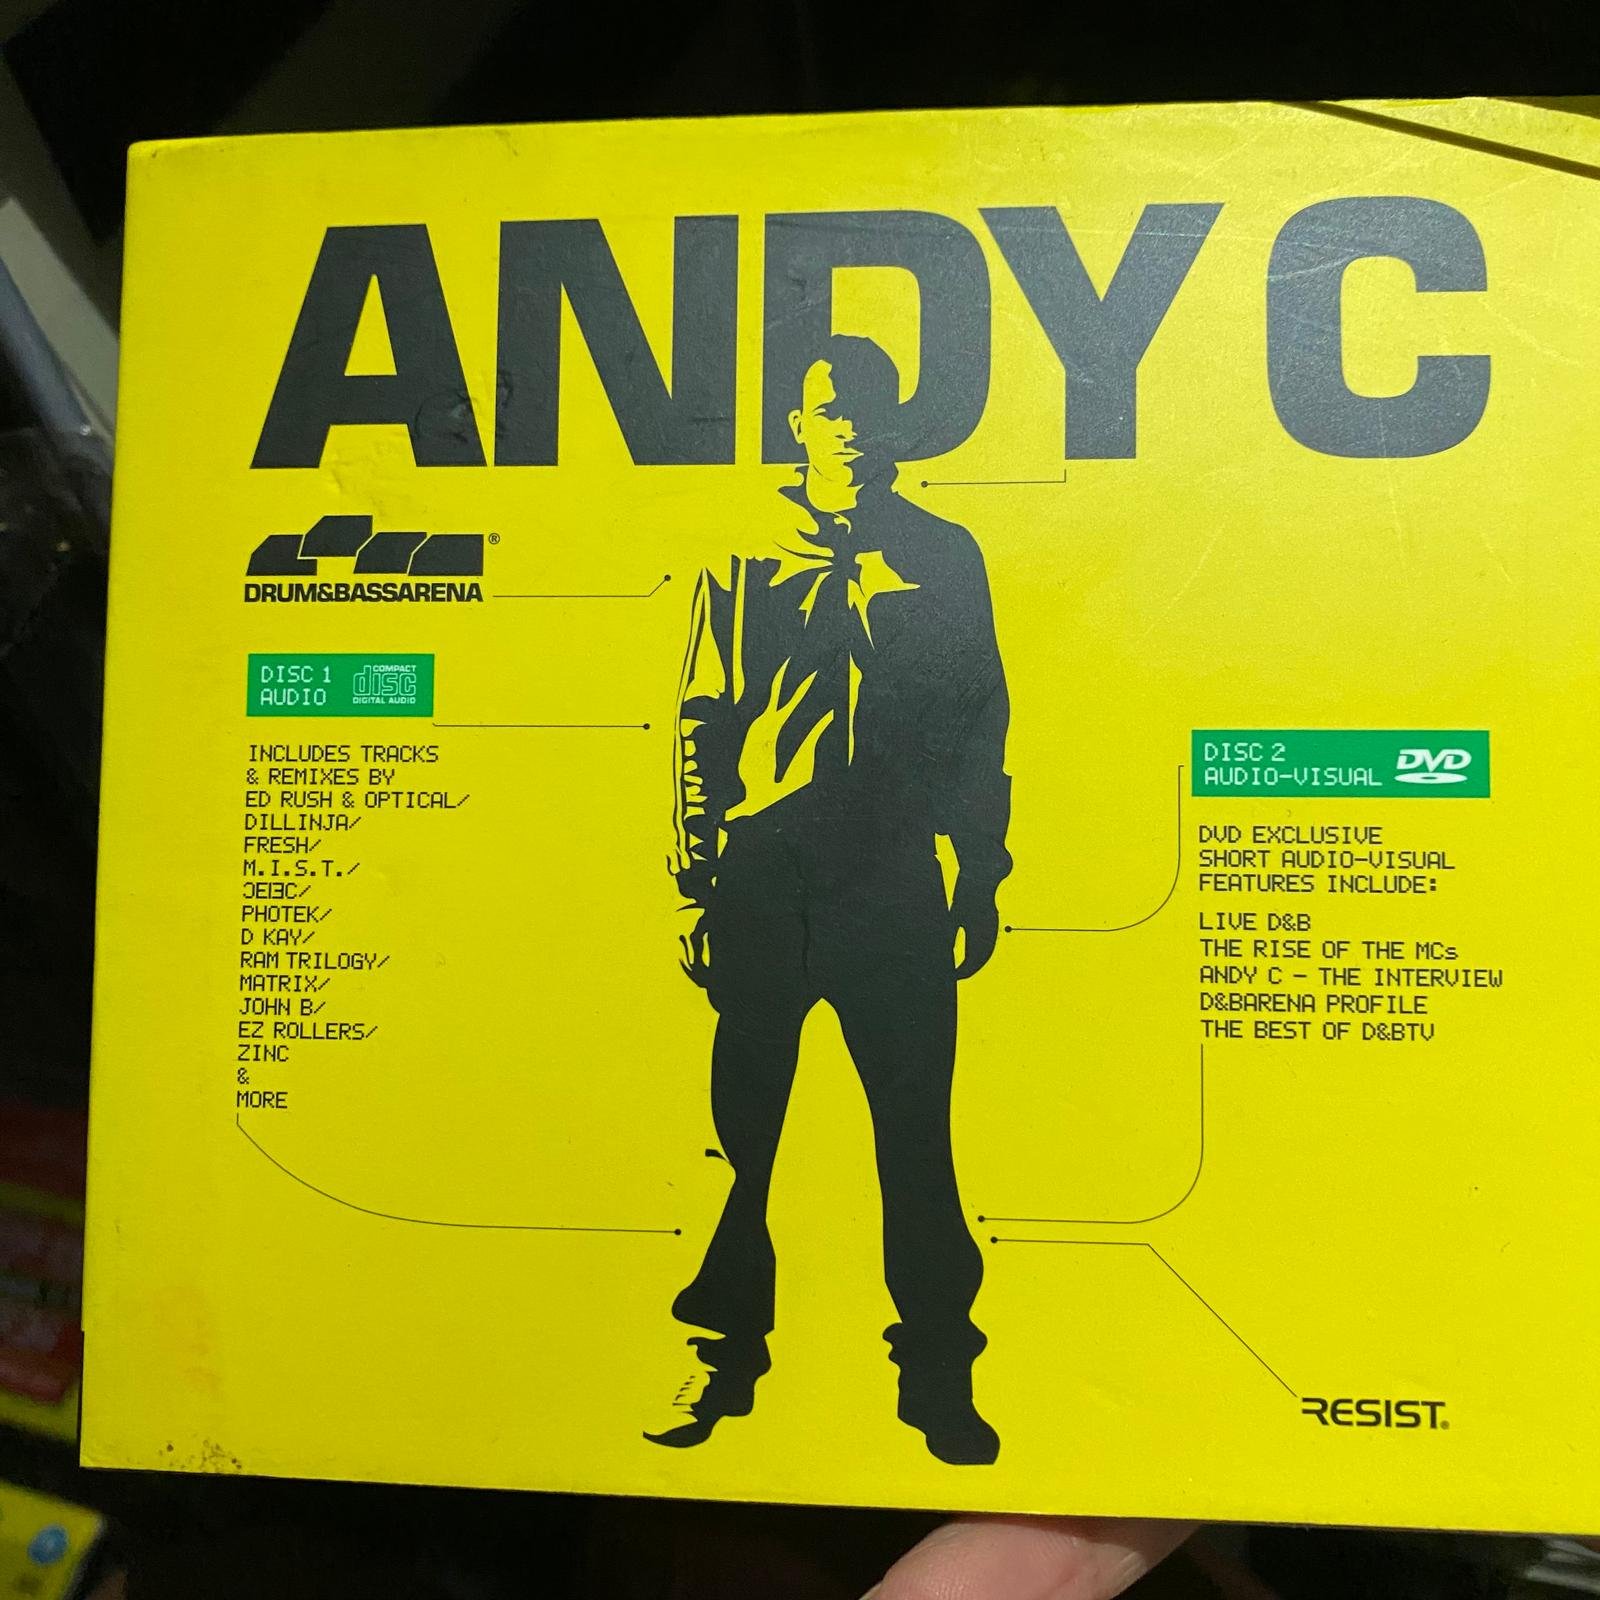 ANDY C
®
DRUM&BASSARENA
DISC 1
AUDIO
COMPACT
disc
DIGITAL AUDIO
INCLUDES TRACKS
& REMIXES BY
ED RUSH & OPTICAL/
DILLINJA/
FRESH/
M.I.S.T./
PHOTEK/
D KAY/
RAM TRILOGY/
MATRIX/
JOHN B/
EZ ROLLERS/
ZINC
&
MORE
DISC 2
AUDIO-VISUAL
DVD
DVD EXCLUSIVE
SHORT AUDIO-VISUAL
FEATURES INCLUDE:
LIVE D&B
THE RISE OF THE MCs
ANDY C - THE INTERVIEW
D&BARENA PROFILE
THE BEST OF D&BTV
RESIST®